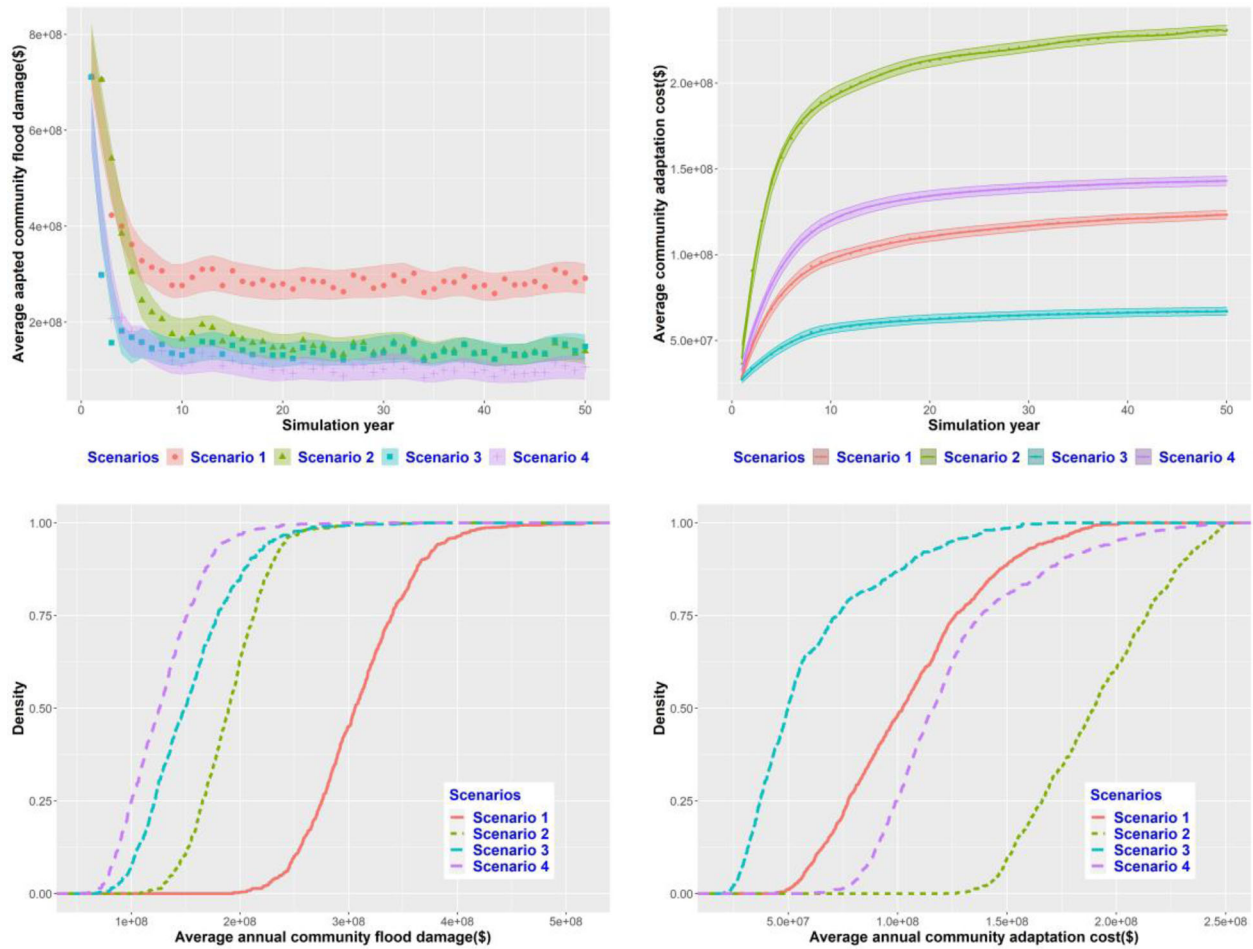 Average aapted community flood damage($)
8e+08
6e+08
4e+08
2e+08
0 10 20 30 40 50
Simulation year
Scenarios Scenario 1 Scenario 2 Scenario 3 Scenario 4
Average community adaptation cost($)
2.0e+08
1.5e+08
1.0e+08
5.0e+07
0 10 20 30 40 50
Simulation year
Scenarios Scenario 1 Scenario 2 Scenario 3 Scenario 4
Density
1.00
0.75
0.50
0.25
0.00
Scenarios
Scenario 1
Scenario 2
Scenario 3
Scenario 4
1e+08 2e+08 3e+08 4e+08 5e+08
Average annual community flood damage($)
Density
1.00
0.75
0.50
0.25
0.00
Scenarios
Scenario 1
Scenario 2
Scenario 3
Scenario 4
5.0e+07 1.0e+08 1.5e+08 2.0e+08 2.5e+08
Average annual community adaptation cost($)